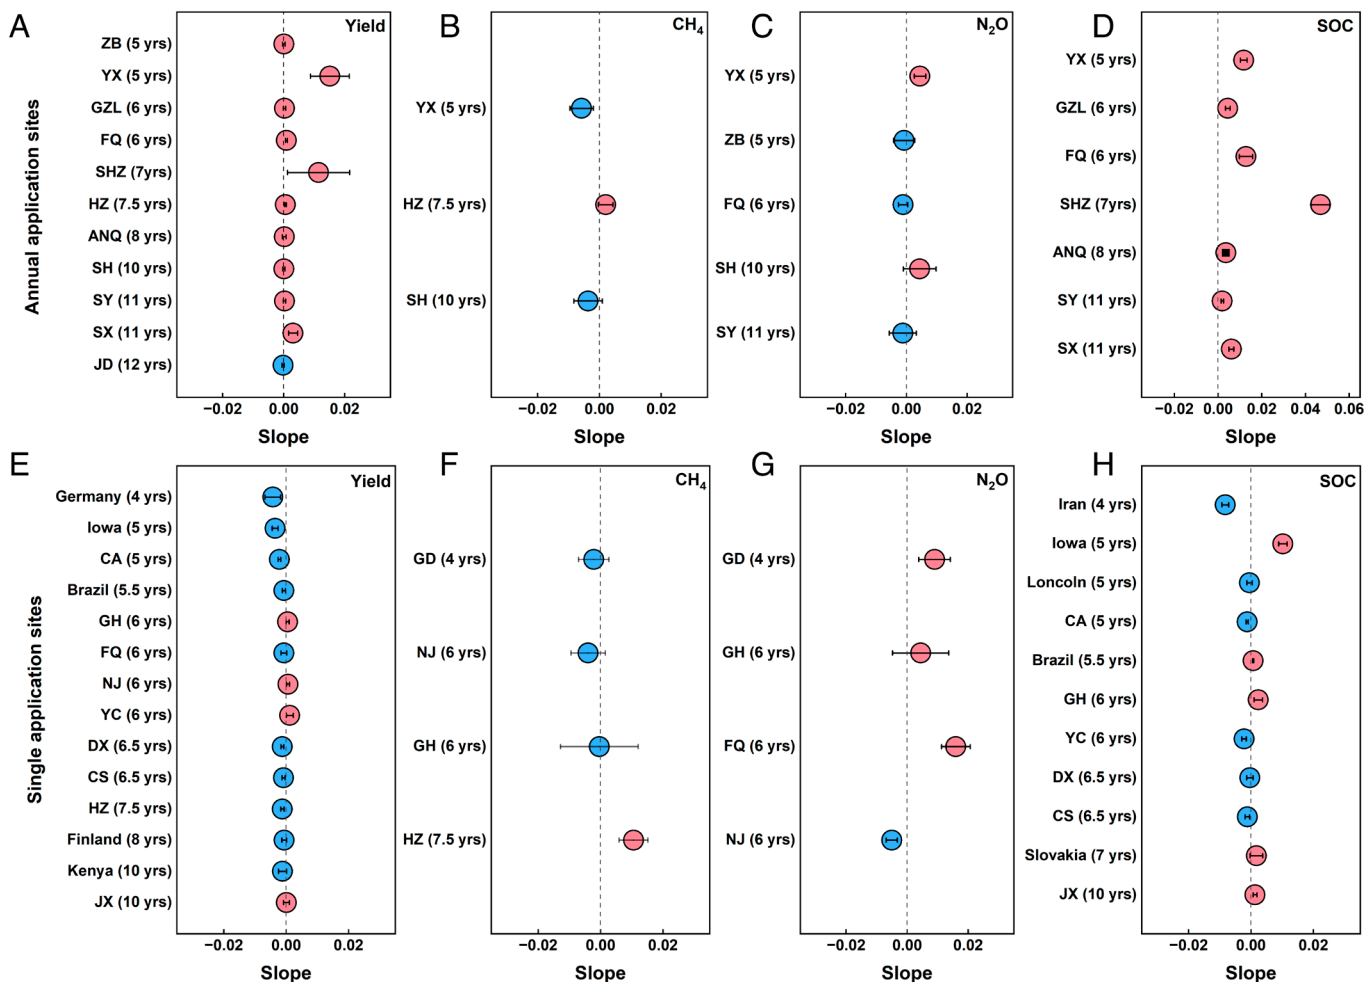 A
Yield
Annual application sites
ZB (5 yrs)
YX (5 yrs)
GZL (6 yrs)
FQ (6 yrs)
SHZ (7yrs)
HZ (7.5 yrs)
ANQ (8 yrs)
SH (10 yrs)
SY (11 yrs)
SX (11 yrs)
JD (12 yrs)
−0.02 0.00 0.02
Slope
B
CH4
YX (5 yrs)
HZ (7.5 yrs)
SH (10 yrs)
−0.02 0.00 0.02
Slope
C
N2O
YX (5 yrs)
ZB (5 yrs)
FQ (6 yrs)
SH (10 yrs)
SY (11 yrs)
−0.02 0.00 0.02
Slope
D
SOC
YX (5 yrs)
GZL (6 yrs)
FQ (6 yrs)
SHZ (7yrs)
ANQ (8 yrs)
SY (11 yrs)
SX (11 yrs)
−0.02 0.00 0.02 0.04 0.06
Slope
E
Yield
Single application sites
Germany (4 yrs)
Iowa (5 yrs)
CA (5 yrs)
Brazil (5.5 yrs)
GH (6 yrs)
FQ (6 yrs)
NJ (6 yrs)
YC (6 yrs)
DX (6.5 yrs)
CS (6.5 yrs)
HZ (7.5 yrs)
Finland (8 yrs)
Kenya (10 yrs)
JX (10 yrs)
−0.02 0.00 0.02
Slope
F
CH4
GD (4 yrs)
NJ (6 yrs)
GH (6 yrs)
HZ (7.5 yrs)
−0.02 0.00 0.02
Slope
G
N2O
GD (4 yrs)
GH (6 yrs)
FQ (6 yrs)
NJ (6 yrs)
−0.02 0.00 0.02
Slope
H
SOC
Iran (4 yrs)
Iowa (5 yrs)
Loncoln (5 yrs)
CA (5 yrs)
Brazil (5.5 yrs)
GH (6 yrs)
YC (6 yrs)
DX (6.5 yrs)
CS (6.5 yrs)
Slovakia (7 yrs)
JX (10 yrs)
−0.02 0.00 0.02
Slope